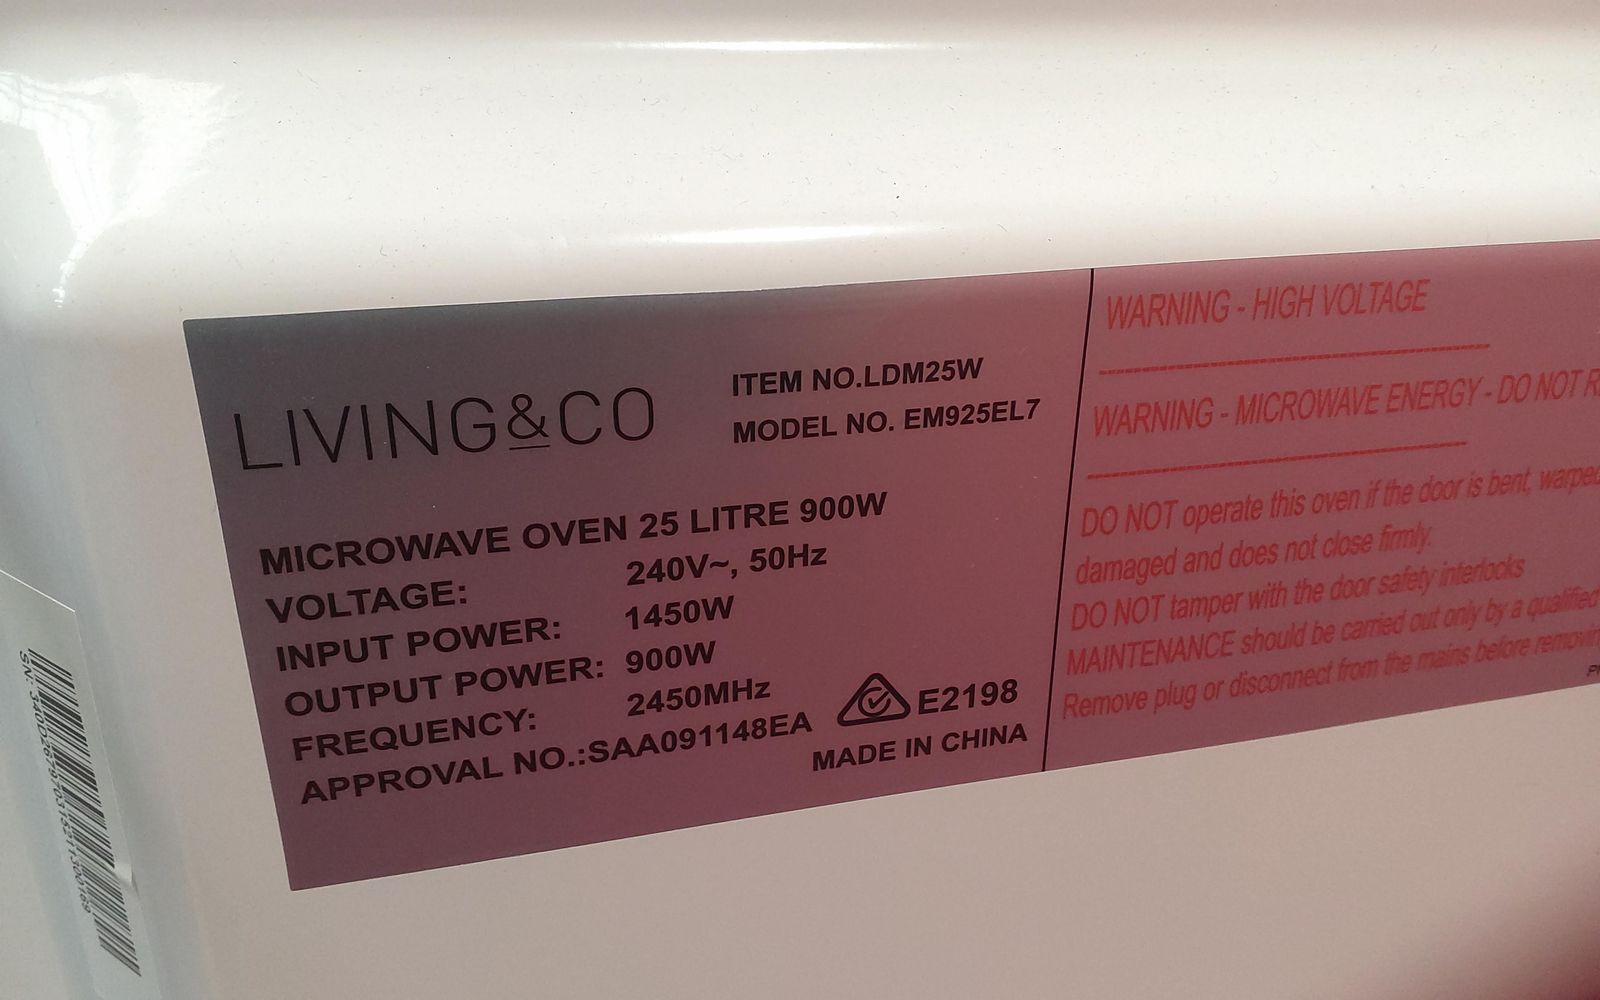 LIVING&CO
ITEM NO.LDM25W
MODEL NO. EM925EL7
MICROWAVE OVEN 25 LITRE 900W
VOLTAGE: 240V~, 50Hz
INPUT POWER: 1450W
OUTPUT POWER: 900W
FREQUENCY: 2450MHz
APPROVAL NO.:SAA091148EA
E2198
MADE IN CHINA
WARNING - HIGH VOLTAGE
WARNING - MICROWAVE ENERGY - DO NOT
DO NOT operate this oven if the door is bent, warped
damaged and does not close firmly.
DO NOT tamper with the door safety interlocks
MAINTENANCE should be carried out only by a qualified
Remove plug or disconnect from the mains before removin